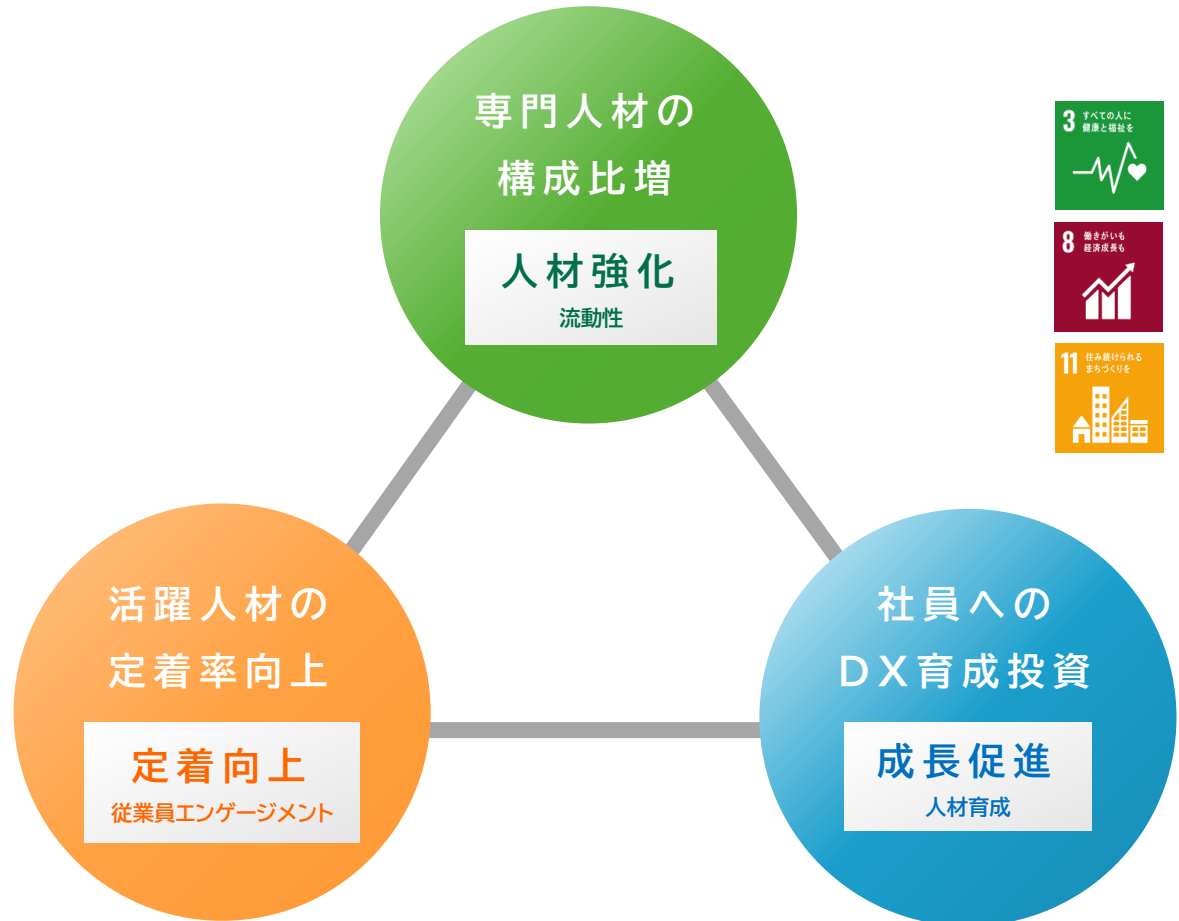 専門人材の
構成比増
人材強化
流動性
3 すべての人に
健康と福祉を
8 働きがいも
経済成長も
11 住み続けられる
まちづくりを
活躍人材の
定着率向上
定着向上
従業員エンゲージメント
社員への
DX育成投資
成長促進
人材育成